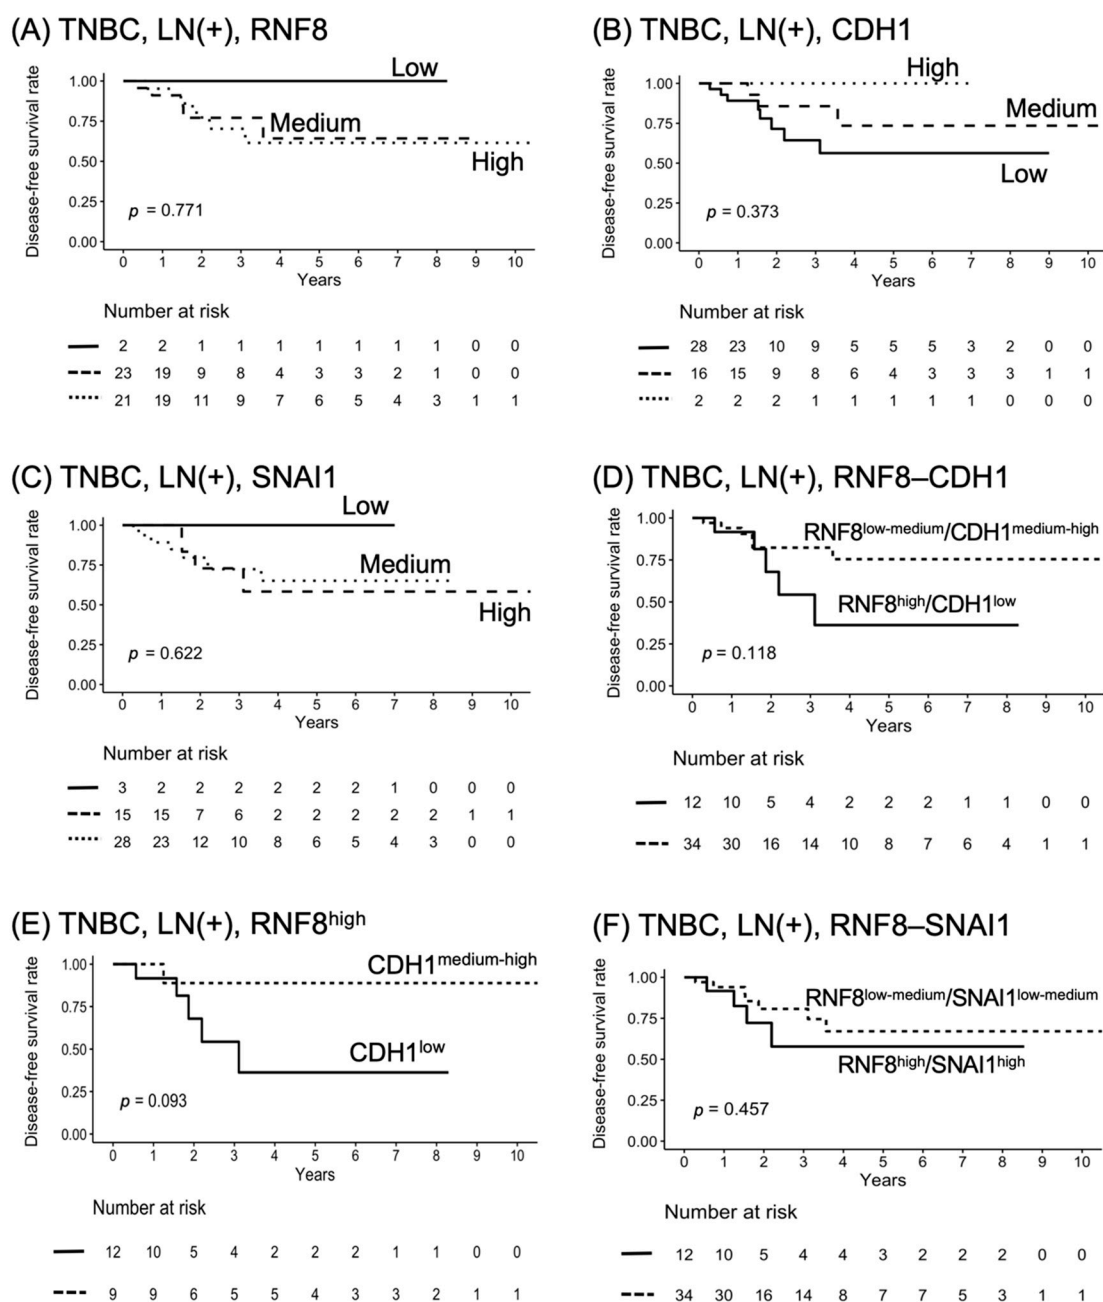 (A) TNBC, LN(+), RNF8
Low
Disease-free survival rate
1.00
0.75
0.50
0.25
0.00
Medium
High
p = 0.771
0 1 2 3 4 5 6 7 8 9 10
Years
Number at risk
2 2 1 1 1 1 1 1 1 0 0
23 19 9 8 4 3 3 2 1 0 0
21 19 11 9 7 6 5 4 3 1 1
(B) TNBC, LN(+), CDH1
High
Disease-free survival rate
1.00
0.75
0.50
0.25
0.00
Medium
Low
p = 0.373
0 1 2 3 4 5 6 7 8 9 10
Years
Number at risk
28 23 10 9 5 5 5 3 2 0 0
16 15 9 8 6 4 3 3 3 1 1
2 2 2 1 1 1 1 1 0 0 0
(C) TNBC, LN(+), SNAI1
Low
Disease-free survival rate
1.00
0.75
0.50
0.25
0.00
Medium
High
p = 0.622
0 1 2 3 4 5 6 7 8 9 10
Years
Number at risk
3 2 2 2 2 2 2 1 0 0 0
15 15 7 6 2 2 2 2 2 1 1
28 23 12 10 8 6 5 4 3 0 0
(D) TNBC, LN(+), RNF8–CDH1
Disease-free survival rate
1.00
0.75
0.50
0.25
0.00
RNF8low-medium/CDH1medium-high
RNF8high/CDH1low
p = 0.118
0 1 2 3 4 5 6 7 8 9 10
Years
Number at risk
12 10 5 4 2 2 2 1 1 0 0
34 30 16 14 10 8 7 6 4 1 1
(E) TNBC, LN(+), RNF8high
Disease-free survival rate
1.00
0.75
0.50
0.25
0.00
CDH1medium-high
CDH1low
p = 0.093
0 1 2 3 4 5 6 7 8 9 10
Years
Number at risk
12 10 5 4 2 2 2 1 1 0 0
9 9 6 5 5 4 3 3 2 1 1
(F) TNBC, LN(+), RNF8–SNAI1
Disease-free survival rate
1.00
0.75
0.50
0.25
0.00
RNF8low-medium/SNAI1low-medium
RNF8high/SNAI1high
p = 0.457
0 1 2 3 4 5 6 7 8 9 10
Years
Number at risk
12 10 5 4 4 3 2 2 2 0 0
34 30 16 14 8 7 7 5 3 1 1